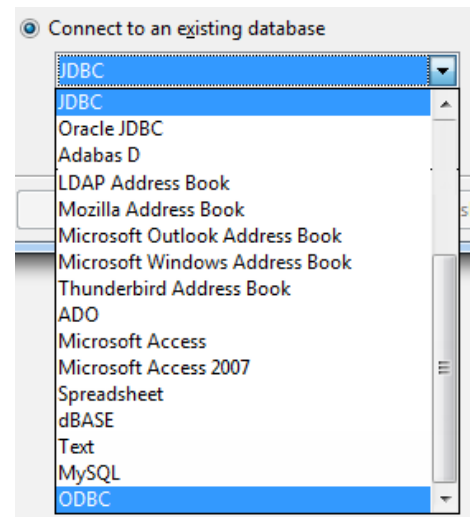 Connect to an existing database
JDBC
JDBC
Oracle JDBC
Adabas D
LDAP Address Book
Mozilla Address Book
Microsoft Outlook Address Book
Microsoft Windows Address Book
Thunderbird Address Book
ADO
Microsoft Access
Microsoft Access 2007
Spreadsheet
dBASE
Text
MySQL
ODBC